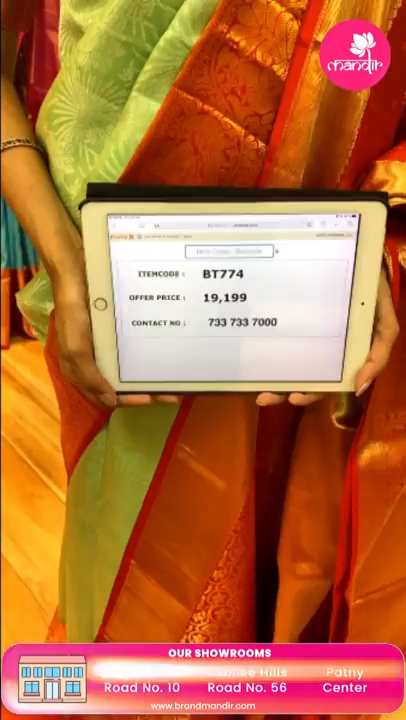 mandir
ITEMCODE : BT774
OFFER PRICE : 19,199
CONTACT NO : 733 733 7000
OUR SHOWROOMS
Hills Patny
Road No. 10 Road No. 56 Center
www.brandmandir.com